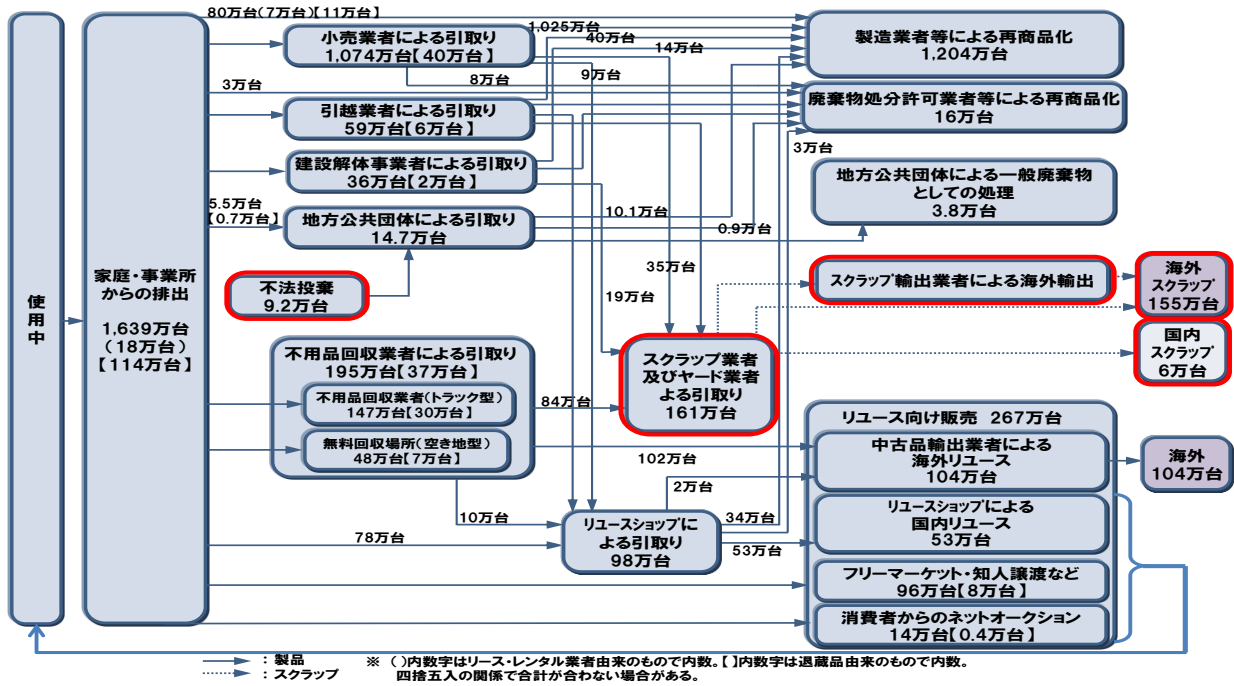 使用中
家庭・事業所
からの排出
1,639万台
(18万台)
【114万台】
80万台(7万台)【11万台】
小売業者による引取り
1,074万台【40万台】
1,025万台
40万台
14万台
9万台
8万台
3万台
引越業者による引取り
59万台【6万台】
建設解体事業者による引取り
36万台【2万台】
5.5万台
【0.7万台】
地方公共団体による引取り
14.7万台
10.1万台
0.9万台
3万台
不法投棄
9.2万台
製造業者等による再商品化
1,204万台
廃棄物処分許可業者等による再商品化
16万台
地方公共団体による一般廃棄物
としての処理
3.8万台
35万台
19万台
スクラップ輸出業者による海外輸出
海外
スクラップ
155万台
国内
スクラップ
6万台
不用品回収業者による引取り
195万台【37万台】
不用品回収業者(トラック型)
147万台【30万台】
無料回収場所(空き地型)
48万台【7万台】
84万台
スクラップ業者
及びヤード業者
よる引取り
161万台
102万台
2万台
10万台
78万台
リユースショップに
よる引取り
98万台
34万台
53万台
リユース向け販売 267万台
中古品輸出業者による
海外リユース
104万台
海外
104万台
リユースショップによる
国内リユース
53万台
フリーマーケット・知人譲渡など
96万台【8万台】
消費者からのネットオークション
14万台【0.4万台】
:製品
:スクラップ
※ ( )内数字はリース・レンタル業者由来のもので内数。【 】内数字は退蔵品由来のもので内数。
四捨五入の関係で合計が合わない場合がある。